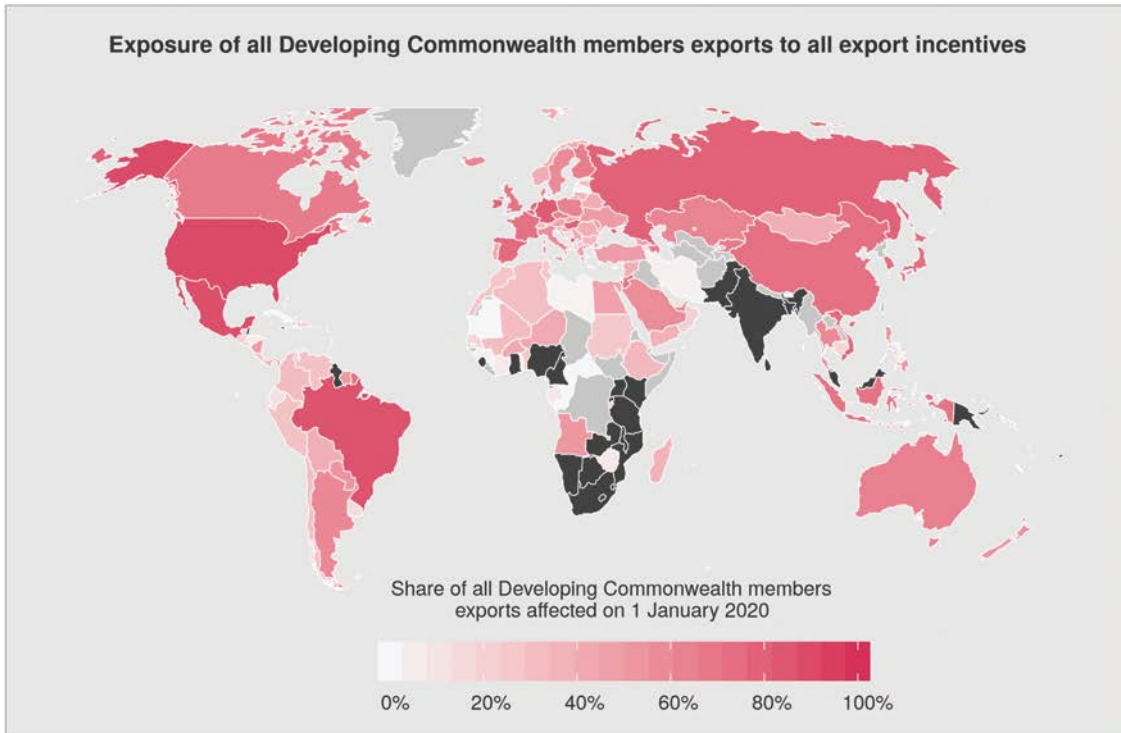 Exposure of all Developing Commonwealth members exports to all export incentives
Share of all Developing Commonwealth members
exports affected on 1 January 2020
0% 20% 40% 60% 80% 100%